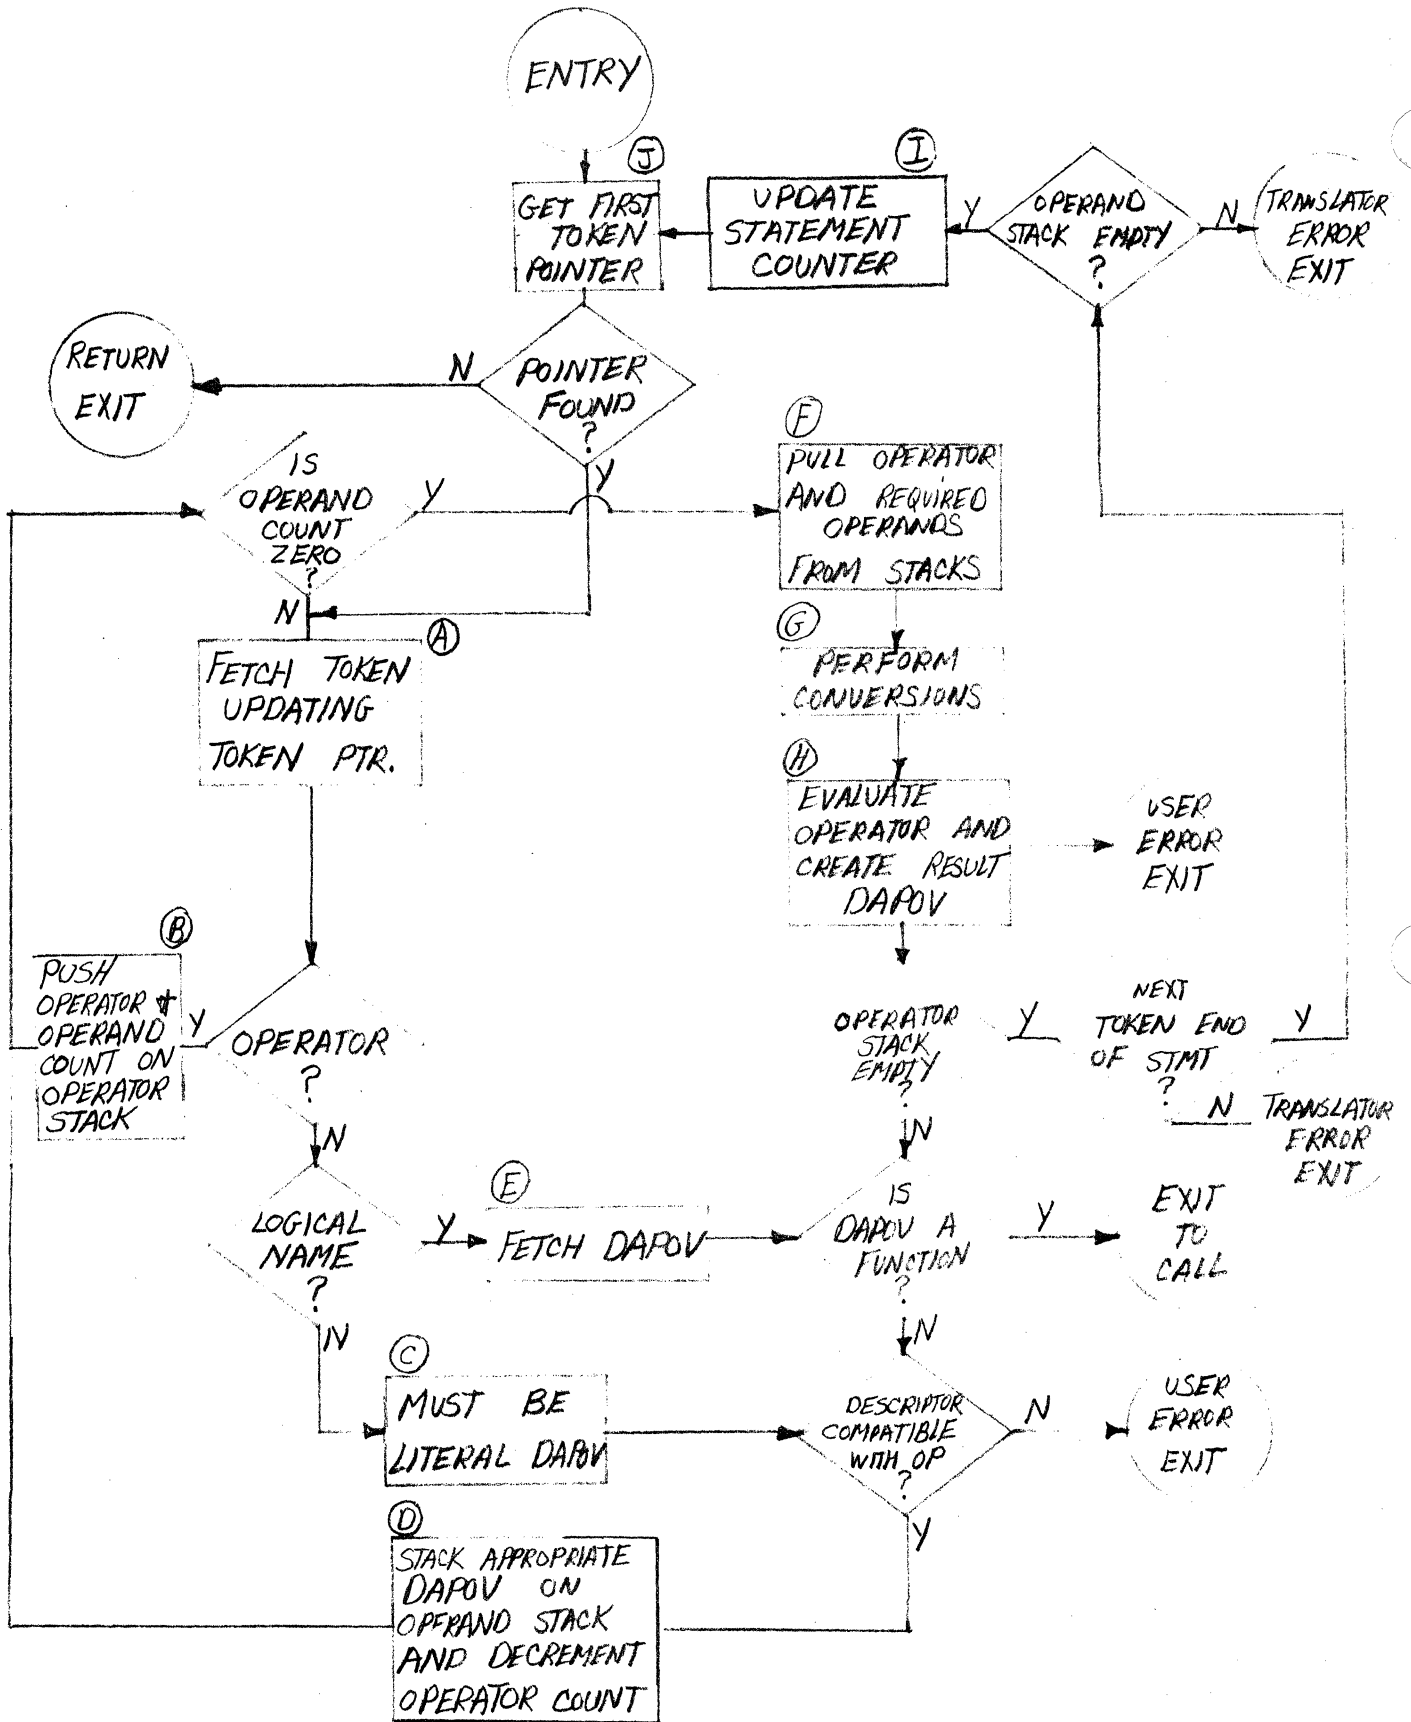 ENTRY
J
GET FIRST
TOKEN
POINTER
I
UPDATE
STATEMENT
COUNTER
Y
OPERAND
STACK EMPTY
?
N
TRANSLATOR
ERROR
EXIT
RETURN
EXIT
N
POINTER
FOUND
?
Y
IS
OPERAND
COUNT
ZERO
?
Y
N
F
PULL OPERATOR
AND REQUIRED
OPERANDS
FROM STACKS
A
FETCH TOKEN
UPDATING
TOKEN PTR.
G
PERFORM
CONVERSIONS
H
EVALUATE
OPERATOR AND
CREATE RESULT
DAPOV
USER
ERROR
EXIT
B
PUSH
OPERATOR +
OPERAND
COUNT ON
OPERATOR
STACK
Y
OPERATOR
?
N
OPERATOR
STACK
EMPTY
?
Y
N
NEXT
TOKEN END
OF STMT
?
Y
N
TRANSLATOR
ERROR
EXIT
LOGICAL
NAME
?
Y
N
E
FETCH DAPOV
IS
DAPOV A
FUNCTION
?
Y
N
EXIT
TO
CALL
C
MUST BE
LITERAL DAPOV
DESCRIPTOR
COMPATIBLE
WITH OP
?
N
Y
USER
ERROR
EXIT
D
STACK APPROPRIATE
DAPOV ON
OPERAND STACK
AND DECREMENT
OPERATOR COUNT